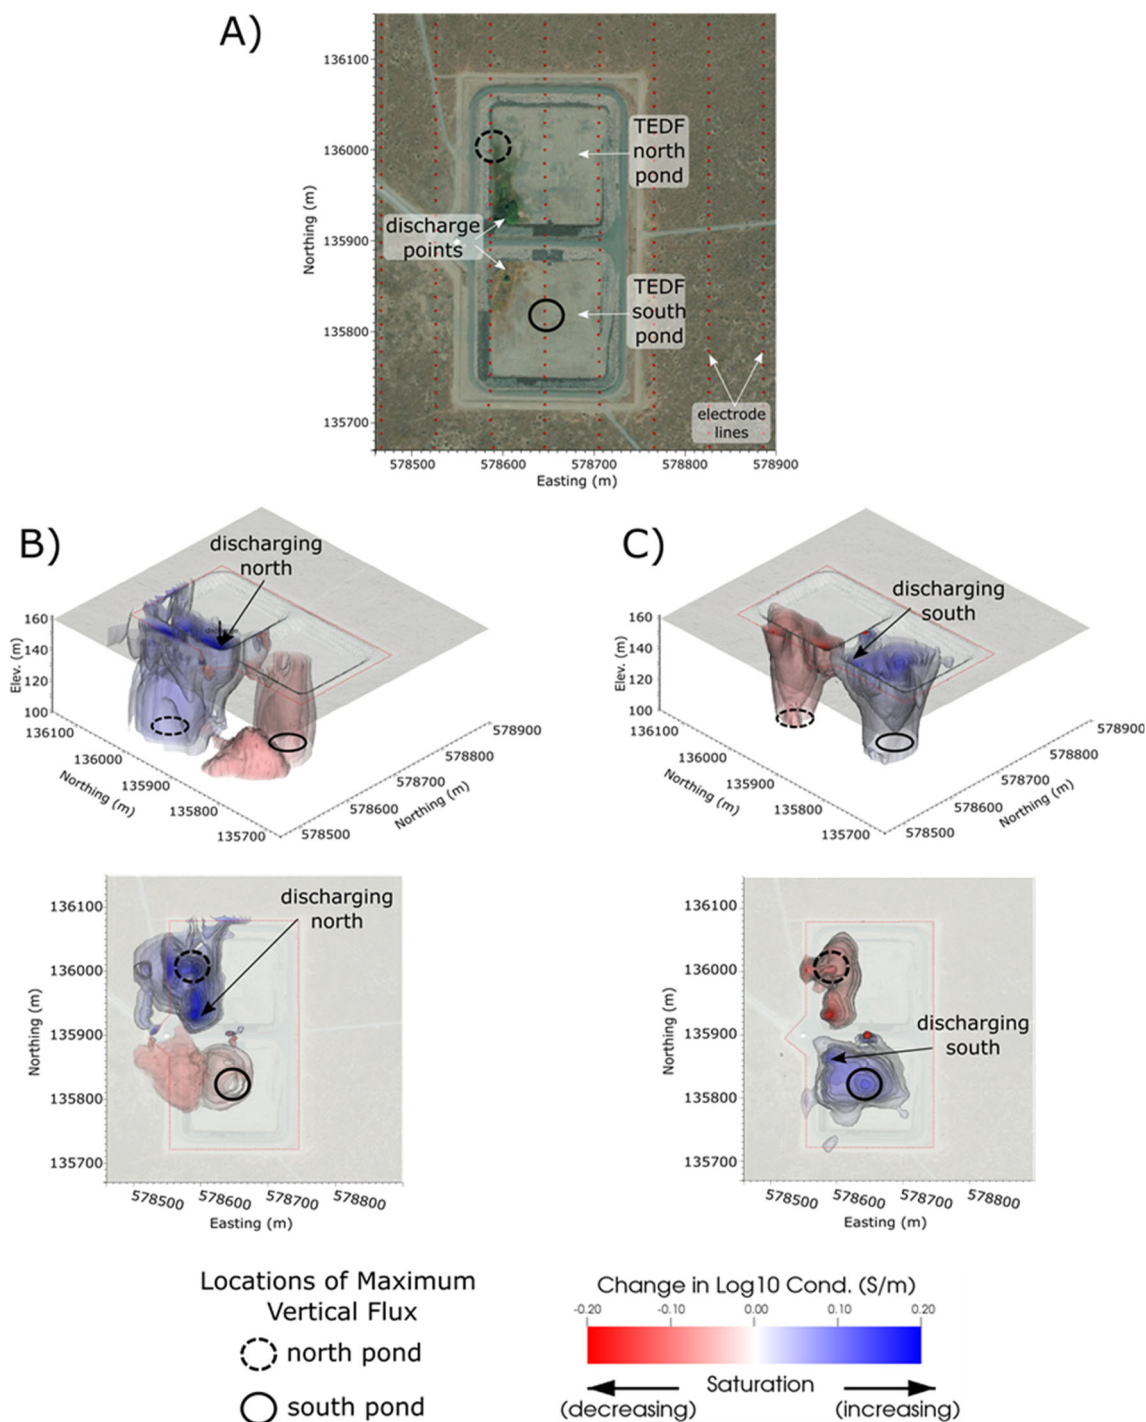 A)
136100
136000
135900
135800
135700
Northing (m)
TEDF
north
pond
discharge
points
TEDF
south
pond
electrode
lines
578500 578600 578700 578800 578900
Easting (m)
B)
discharging
north
160
140
120
100
Elev. (m)
136100
136000
135900
135800
135700
Northing (m)
578900
578800
578700
578600
578500
Northing (m)
C)
discharging
south
160
140
120
100
Elev. (m)
136100
136000
135900
135800
135700
Northing (m)
578900
578800
578700
578600
578500
Northing (m)
discharging
north
136100
136000
135900
135800
135700
Northing (m)
578500 578600 578700 578800
Easting (m)
discharging
south
136100
136000
135900
135800
135700
Northing (m)
578500 578600 578700 578800
Easting (m)
Locations of Maximum
Vertical Flux
north pond
south pond
Change in Log10 Cond. (S/m)
-0.20 -0.10 0.00 0.10 0.20
Saturation
(decreasing) (increasing)